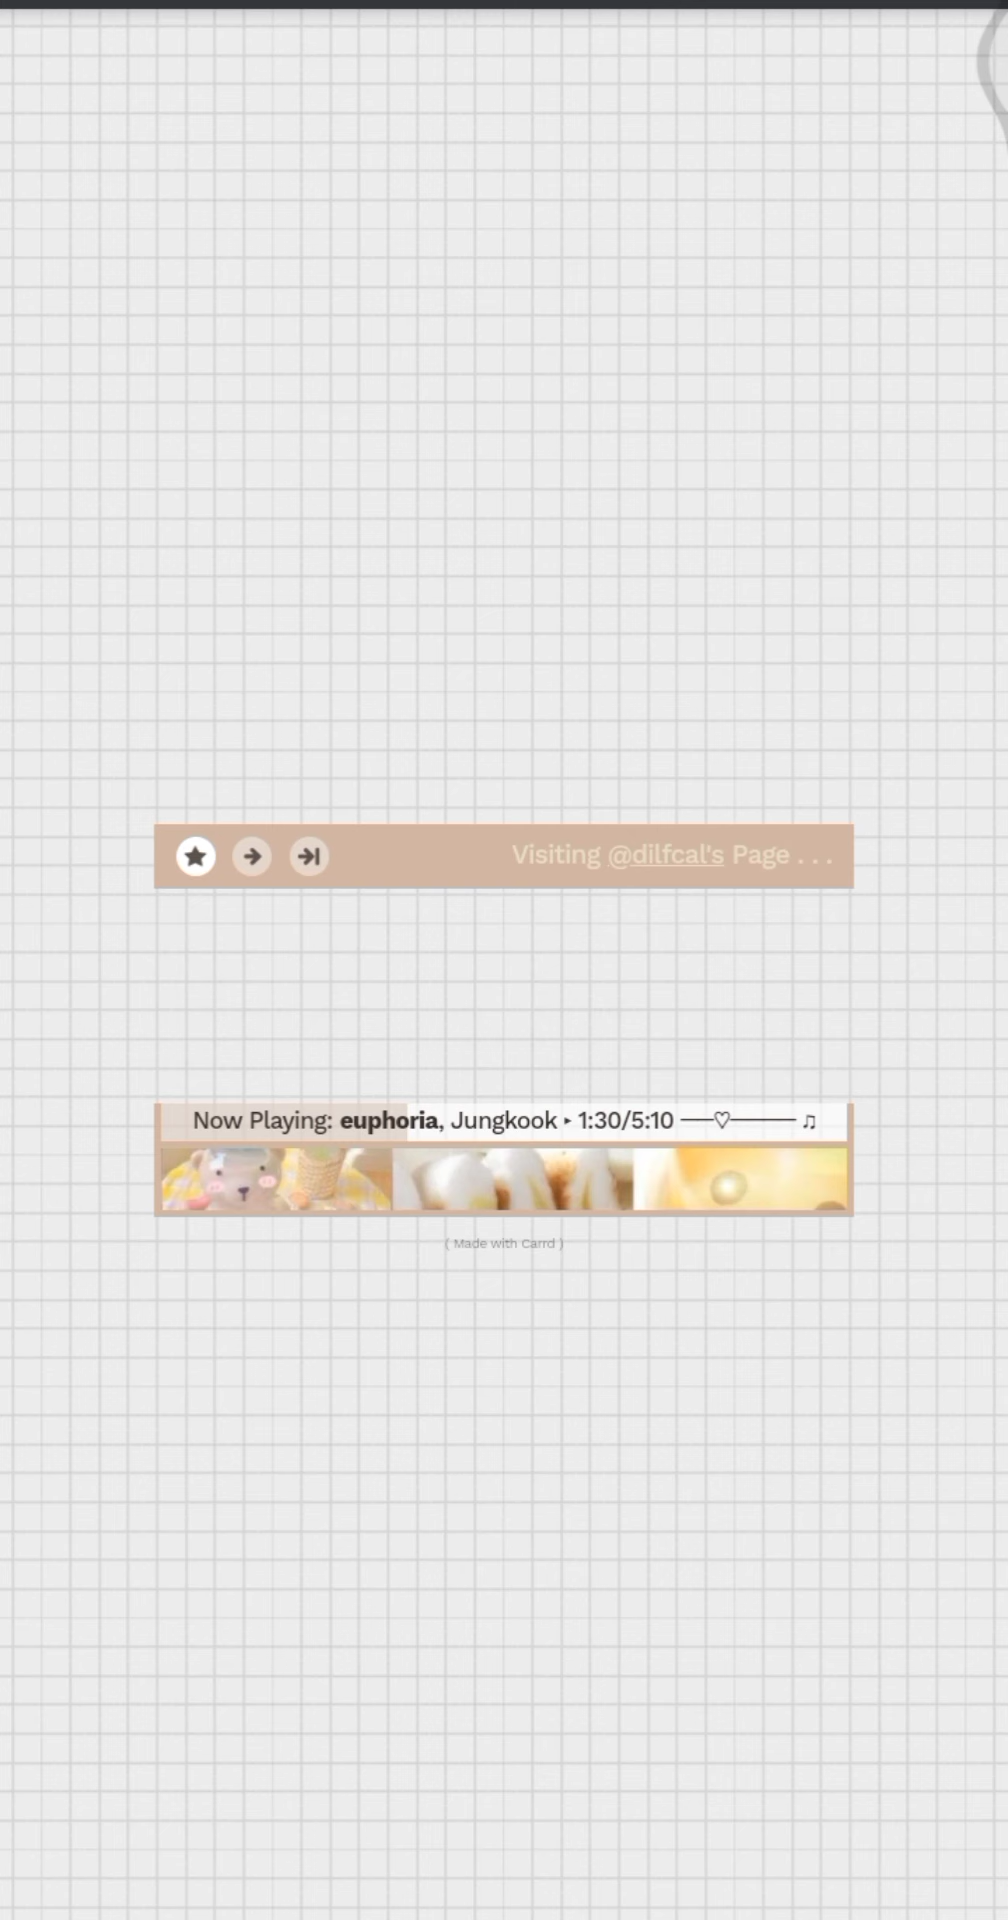 Visiting @dilfcal's Page . . .
Now Playing: euphoria, Jungkook ‣ 1:30/5:10 ──♡──── ♫
( Made with Carrd )